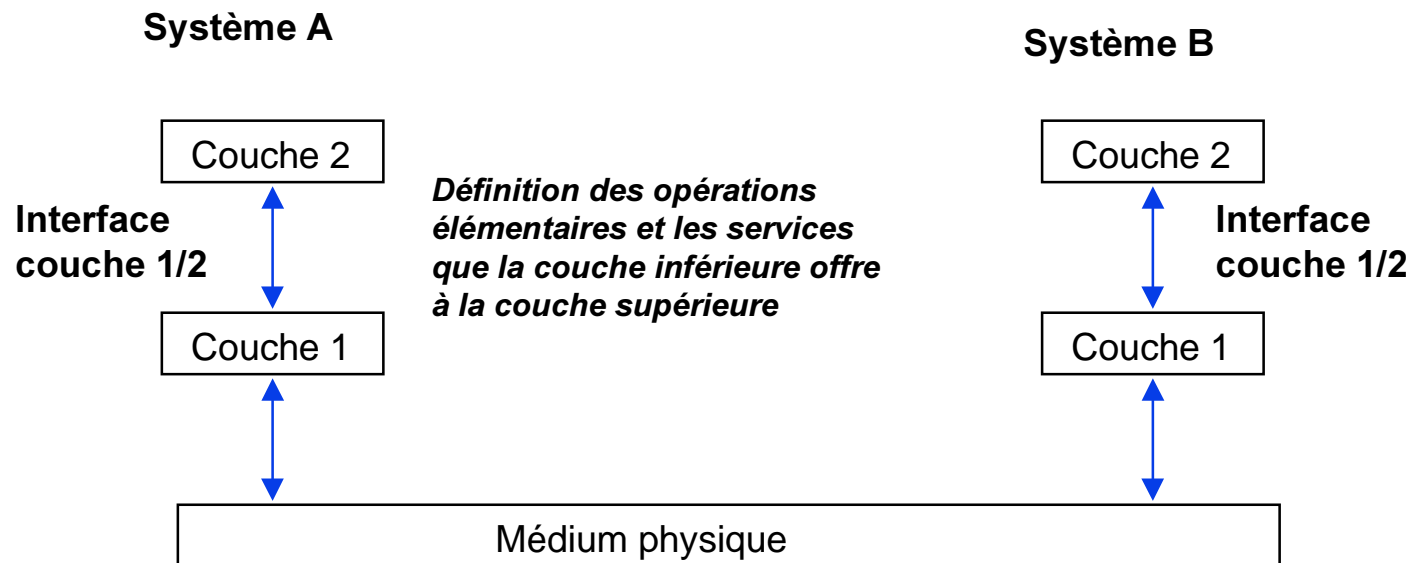 Système A
Système B
Couche 2
Couche 2
Interface
couche 1/2
Définition des opérations
élémentaires et les services
que la couche inférieure offre
à la couche supérieure
Interface
couche 1/2
Couche 1
Couche 1
Médium physique